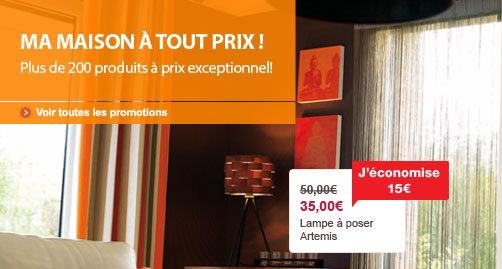 MA MAISON À TOUT PRIX !
Plus de 200 produits à prix exceptionnel!
Voir toutes les promotions
J'économise
15€
50,00€
35,00€
Lampe à poser
Artemis